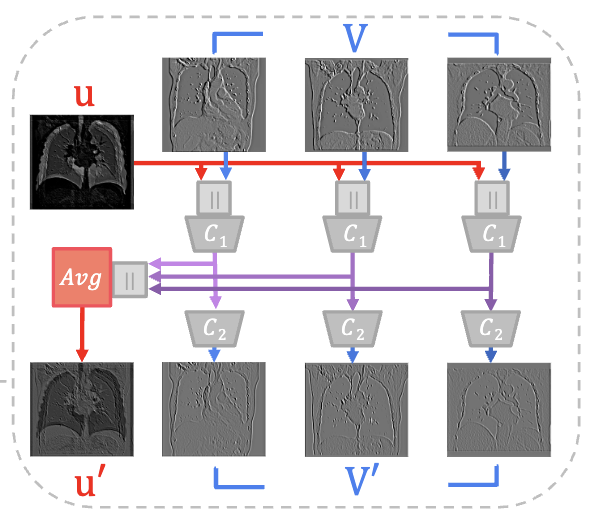 V
u
|| || ||
C₁ C₁ C₁
Avg ||
C₂ C₂ C₂
u′
V′